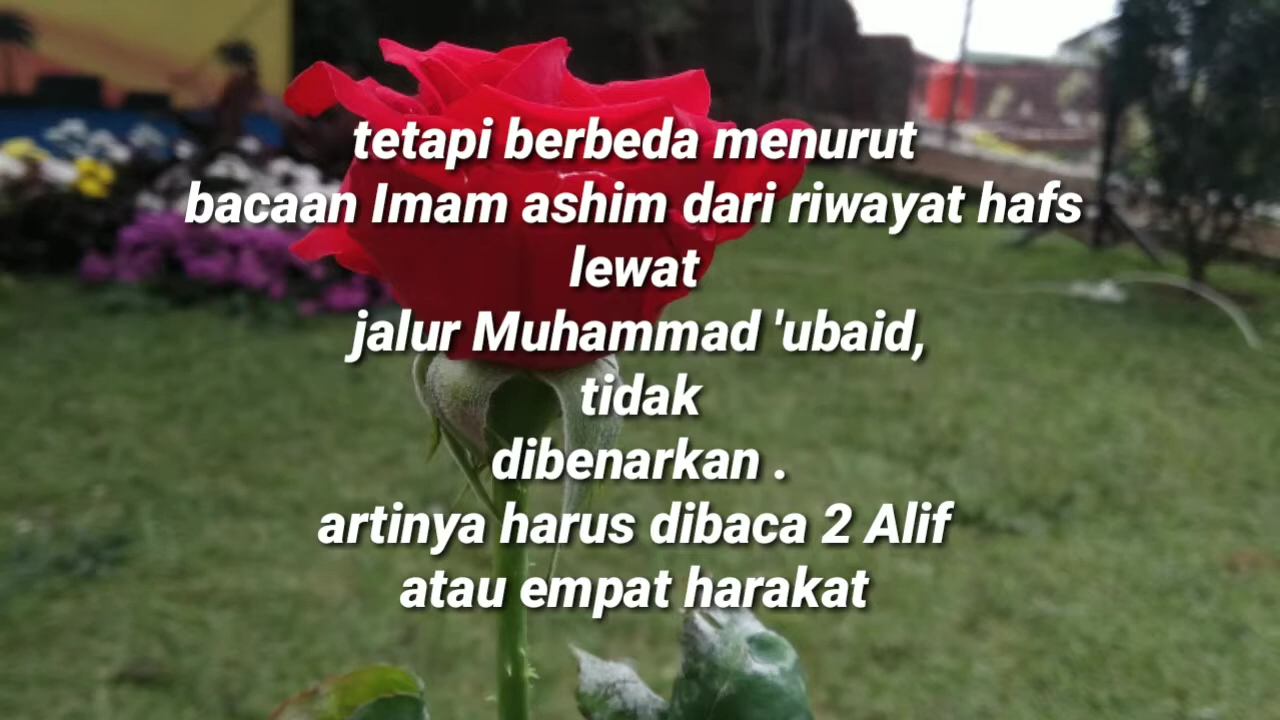 tetapi berbeda menurut
bacaan Imam ashim dari riwayat hafs
lewat
jalur Muhammad 'ubaid,
tidak
dibenarkan .
artinya harus dibaca 2 Alif
atau empat harakat